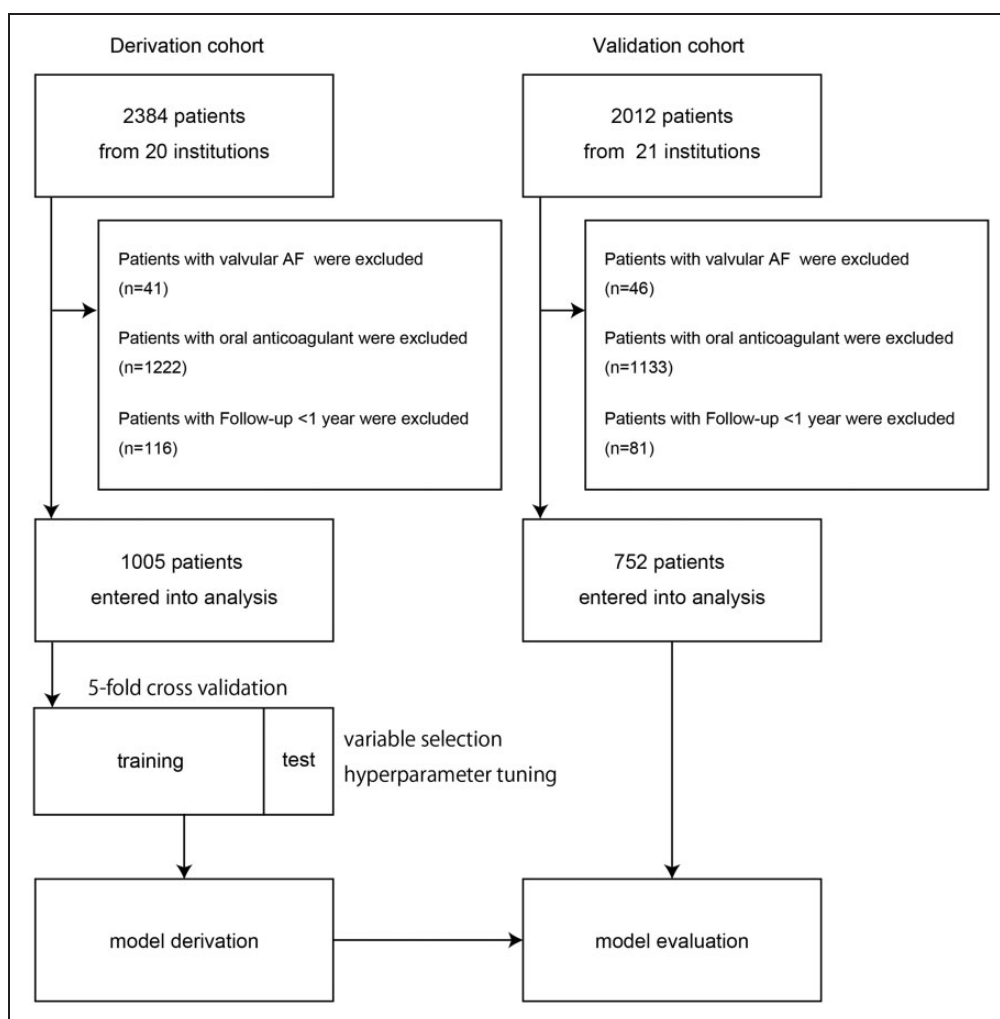 Derivation cohort
2384 patients
from 20 institutions
Patients with valvular AF were excluded
(n=41)
Patients with oral anticoagulant were excluded
(n=1222)
Patients with Follow-up <1 year were excluded
(n=116)
1005 patients
entered into analysis
5-fold cross validation
training
test
variable selection
hyperparameter tuning
model derivation
Validation cohort
2012 patients
from 21 institutions
Patients with valvular AF were excluded
(n=46)
Patients with oral anticoagulant were excluded
(n=1133)
Patients with Follow-up <1 year were excluded
(n=81)
752 patients
entered into analysis
model evaluation